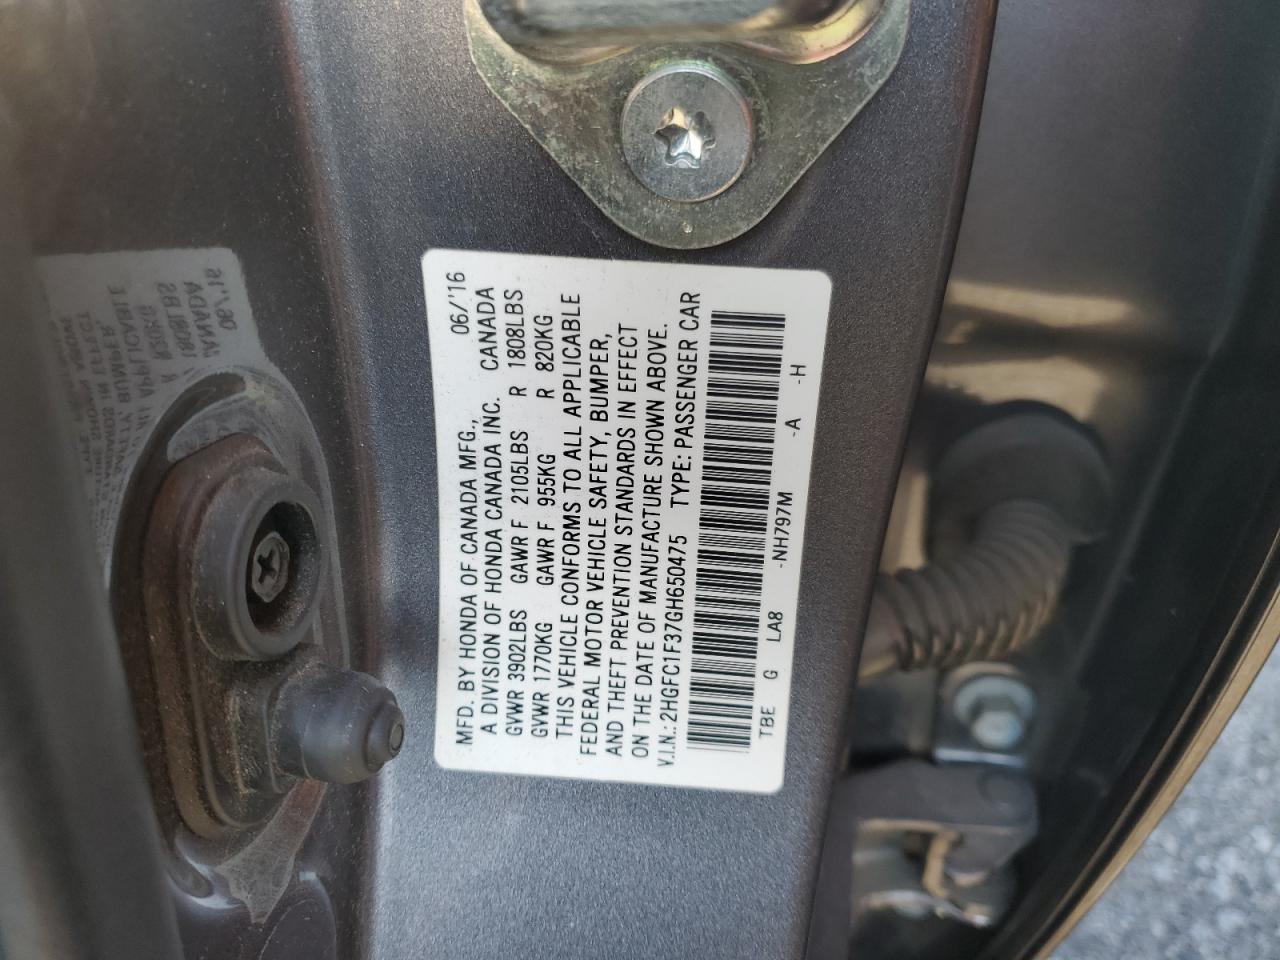 MFD. BY HONDA OF CANADA MFG., 06/'16
A DIVISION OF HONDA CANADA INC. CANADA
GVWR 3902LBS GAWR F 2105LBS R 1808LBS
GVWR 1770KG GAWR F 955KG R 820KG
THIS VEHICLE CONFORMS TO ALL APPLICABLE
FEDERAL MOTOR VEHICLE SAFETY, BUMPER,
AND THEFT PREVENTION STANDARDS IN EFFECT
ON THE DATE OF MANUFACTURE SHOWN ABOVE.
V.I.N.: 2HGFC1F37GH650475 TYPE: PASSENGER CAR
TBE G LA8 -NH797M -A -H